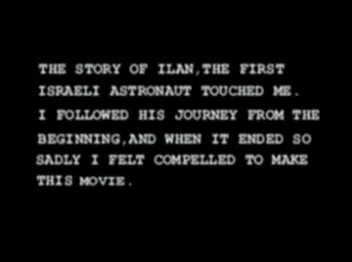 THE STORY OF ILAN,THE FIRST
ISRAELI ASTRONAUT TOUCHED ME.
I FOLLOWED HIS JOURNEY FROM THE
BEGINNING,AND WHEN IT ENDED SO
SADLY I FELT COMPELLED TO MAKE
THIS MOVIE.